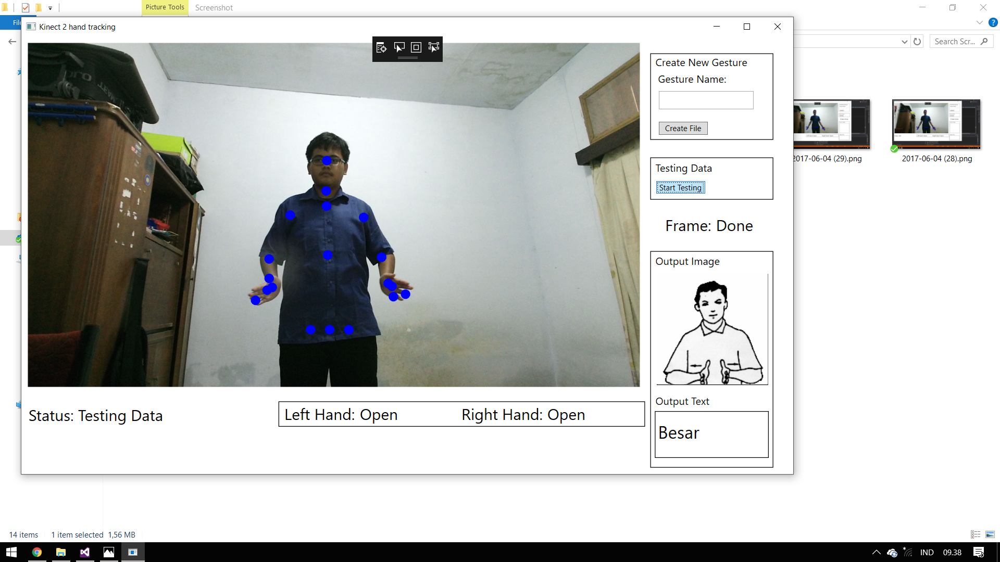 Picture Tools
Screenshot
File
Kinect 2 hand tracking
Search Scr...
Create New Gesture
Gesture Name:
Create File
Testing Data
Start Testing
Frame: Done
Output Image
Output Text
Besar
Status: Testing Data
Left Hand: Open
Right Hand: Open
2017-06-04 (29).png
2017-06-04 (28).png
14 items
1 item selected 1,56 MB
IND
09.38